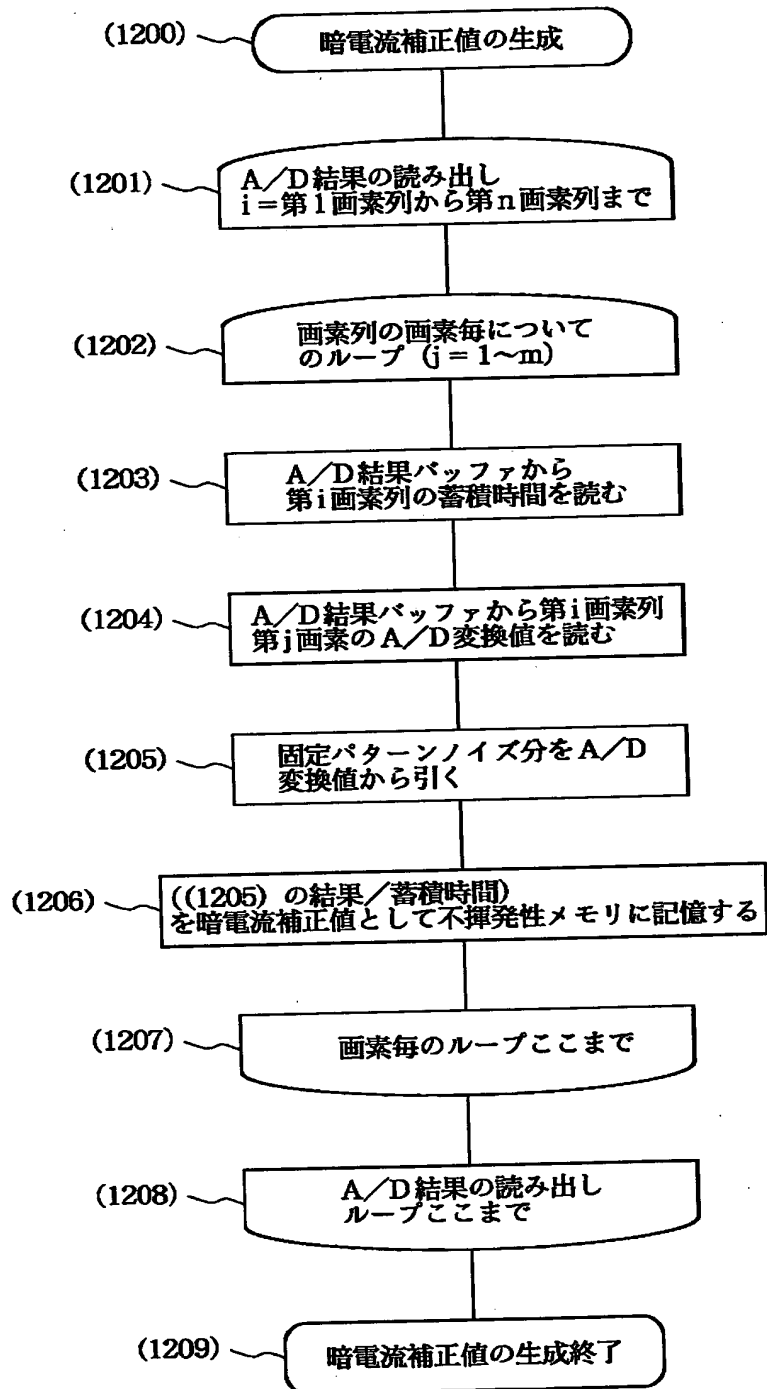 (1200)
暗電流補正値の生成
(1201)
A/D結果の読み出し
i=第1画素列から第n画素列まで
(1202)
画素列の画素毎について
のループ (j=1~m)
(1203)
A/D結果バッファから
第i画素列の蓄積時間を読む
(1204)
A/D結果バッファから第i画素列
第j画素のA/D変換値を読む
(1205)
固定パターンノイズ分をA/D
変換値から引く
(1206)
((1205) の結果/蓄積時間)
を暗電流補正値として不揮発性メモリに記憶する
(1207)
画素毎のループここまで
(1208)
A/D結果の読み出し
ループここまで
(1209)
暗電流補正値の生成終了